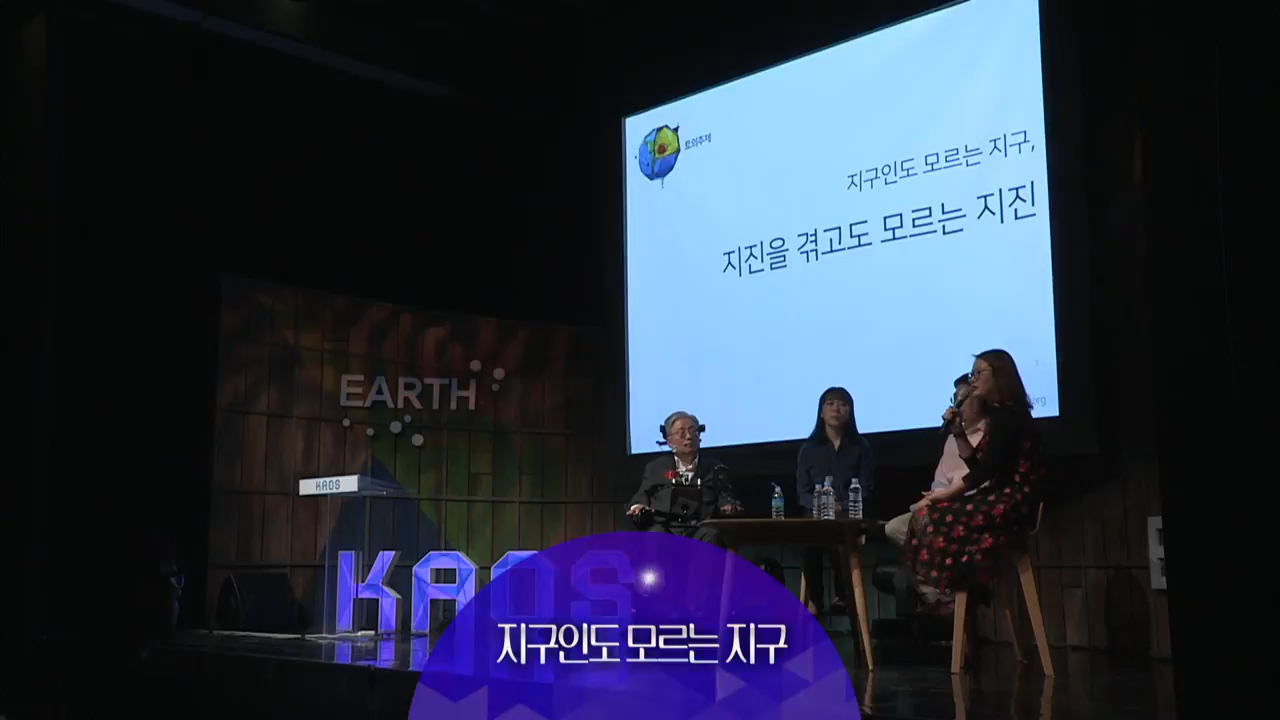 토의주제
지구인도 모르는 지구,
지진을 겪고도 모르는 지진
org
EARTH
KAOS
KAOS
지구인도 모르는 지구